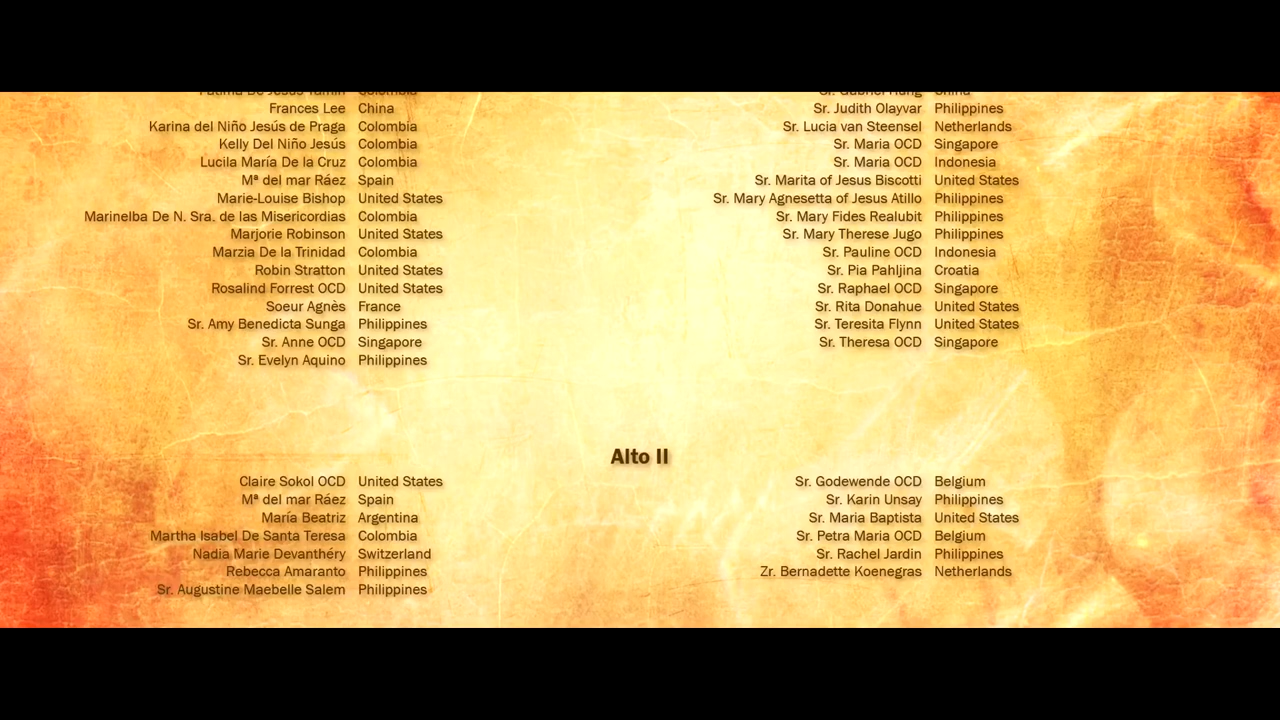 Frances Lee China
Karina del Niño Jesús de Praga Colombia
Kelly Del Niño Jesús Colombia
Lucila María De la Cruz Colombia
Mª del mar Ráez Spain
Marie-Louise Bishop United States
Marinelba De N. Sra. de las Misericordias Colombia
Marjorie Robinson United States
Marzia De la Trinidad Colombia
Robin Stratton United States
Rosalind Forrest OCD United States
Soeur Agnès France
Sr. Amy Benedicta Sunga Philippines
Sr. Anne OCD Singapore
Sr. Evelyn Aquino Philippines
Sr. Judith Olayvar Philippines
Sr. Lucia van Steensel Netherlands
Sr. Maria OCD Singapore
Sr. Maria OCD Indonesia
Sr. Marita of Jesus Biscotti United States
Sr. Mary Agnesetta of Jesus Atillo Philippines
Sr. Mary Fides Realubit Philippines
Sr. Mary Therese Jugo Philippines
Sr. Pauline OCD Indonesia
Sr. Pia Pahljina Croatia
Sr. Raphael OCD Singapore
Sr. Rita Donahue United States
Sr. Teresita Flynn United States
Sr. Theresa OCD Singapore
Alto II
Claire Sokol OCD United States
Mª del mar Ráez Spain
María Beatriz Argentina
Martha Isabel De Santa Teresa Colombia
Nadia Marie Devanthéry Switzerland
Rebecca Amaranto Philippines
Sr. Augustine Maebelle Salem Philippines
Sr. Godewende OCD Belgium
Sr. Karin Unsay Philippines
Sr. Maria Baptista United States
Sr. Petra Maria OCD Belgium
Sr. Rachel Jardin Philippines
Zr. Bernadette Koenegras Netherlands